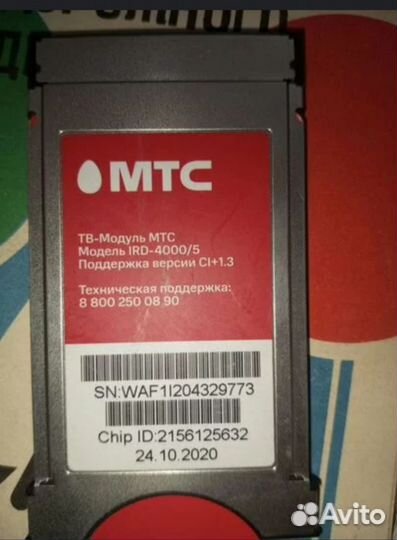 МТС
ТВ-Модуль МТС
Модель IRD-4000/5
Поддержка версии CI+1.3
Техническая поддержка:
8 800 250 08 90
SN:WAF1I204329773
Chip ID:2156125632
24.10.2020
Avito